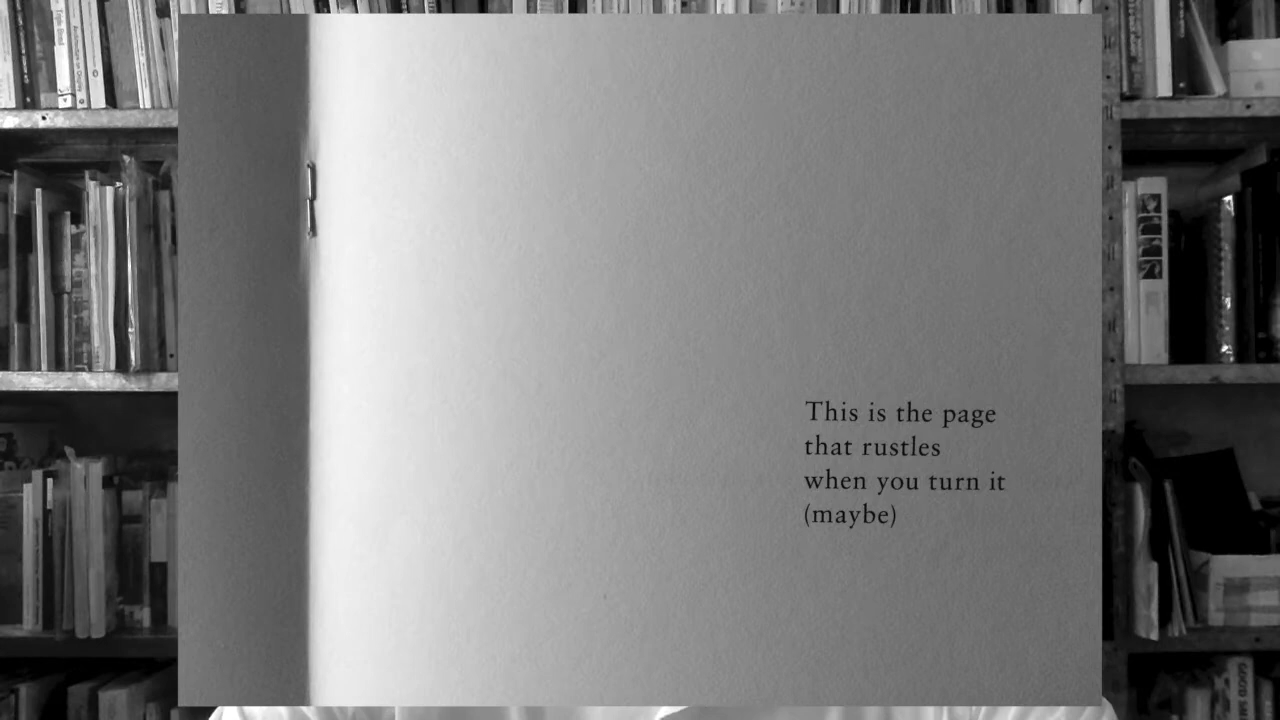 This is the page
that rustles
when you turn it
(maybe)